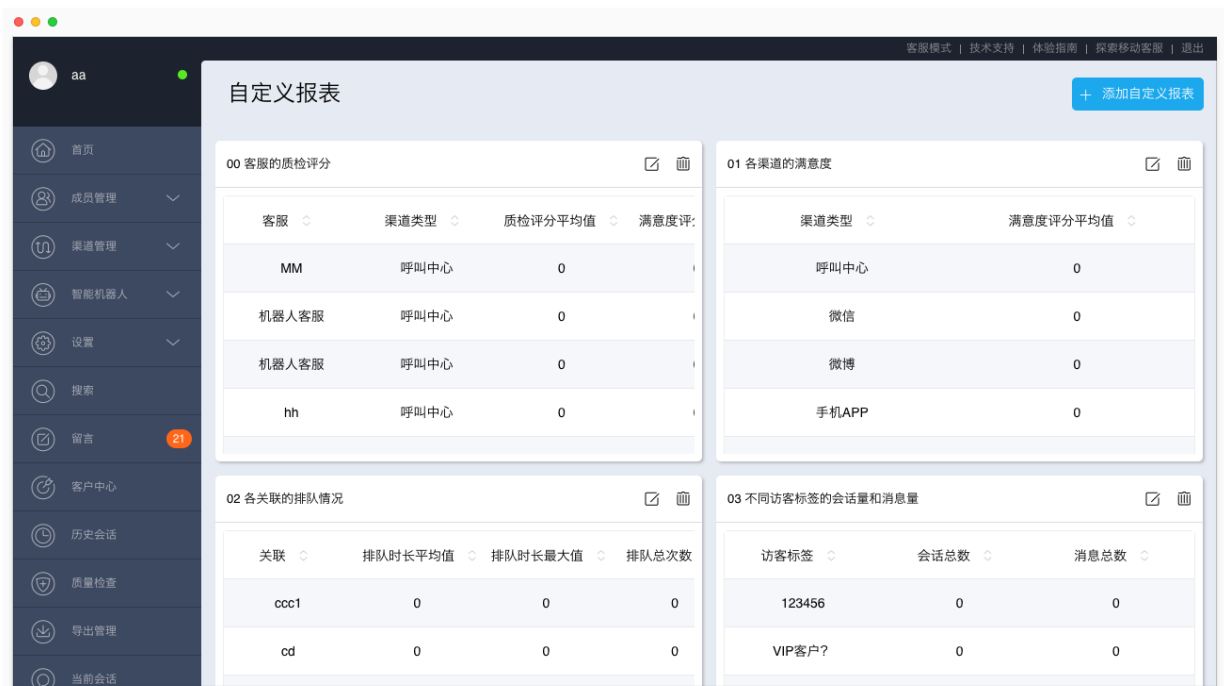 客服模式 | 技术支持 | 体验指南 | 探索移动客服 | 退出
aa
自定义报表
+ 添加自定义报表
首页
成员管理
渠道管理
智能机器人
设置
搜索
留言 21
客户中心
历史会话
质量检查
导出管理
当前会话
00 客服的质检评分
客服 渠道类型 质检评分平均值 满意度评
MM 呼叫中心 0
机器人客服 呼叫中心 0
机器人客服 呼叫中心 0
hh 呼叫中心 0
01 各渠道的满意度
渠道类型 满意度评分平均值
呼叫中心 0
微信 0
微博 0
手机APP 0
02 各关联的排队情况
关联 排队时长平均值 排队时长最大值 排队总次数
ccc1 0 0 0
cd 0 0 0
03 不同访客标签的会话量和消息量
访客标签 会话总数 消息总数
123456 0 0
VIP客户? 0 0